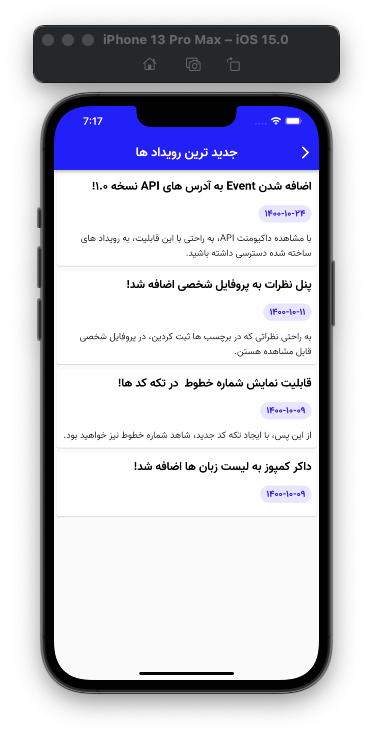 iPhone 13 Pro Max – iOS 15.0
7:17
جدید ترین رویداد ها
اضافه شدن Event به آدرس های API نسخه ۱.۰!
۱۴۰۰-۱۰-۲۴
با مشاهده داکیومنت API، به راحتی با این قابلیت، به رویداد های
ساخته شده دسترسی داشته باشید.
پنل نظرات به پروفایل شخصی اضافه شد!
۱۴۰۰-۱۰-۱۱
به راحتی نظراتی که در برچسب ها ثبت کردین، در پروفایل شخصی
قابل مشاهده هستن.
قابلیت نمایش شماره خطوط در تکه کد ها!
۱۴۰۰-۱۰-۰۹
از این پس، با ایجاد تکه کد جدید، شاهد شماره خطوط نیز خواهید بود.
داکر کمپوز به لیست زبان ها اضافه شد!
۱۴۰۰-۱۰-۰۹